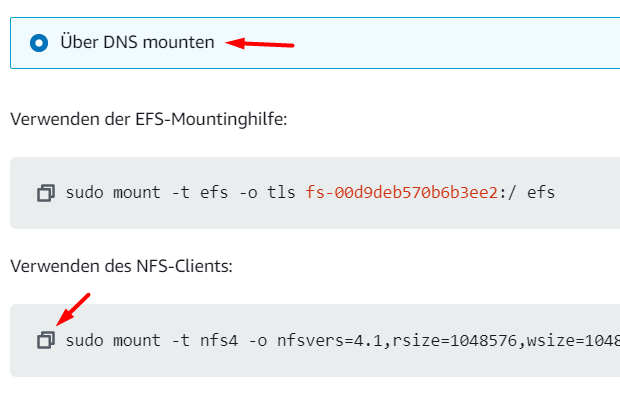 Über DNS mounten
Verwenden der EFS-Mountinghilfe:
sudo mount -t efs -o tls fs-00d9deb570b6b3ee2:/ efs
Verwenden des NFS-Clients:
sudo mount -t nfs4 -o nfsvers=4.1,rsize=1048576,wsize=1048